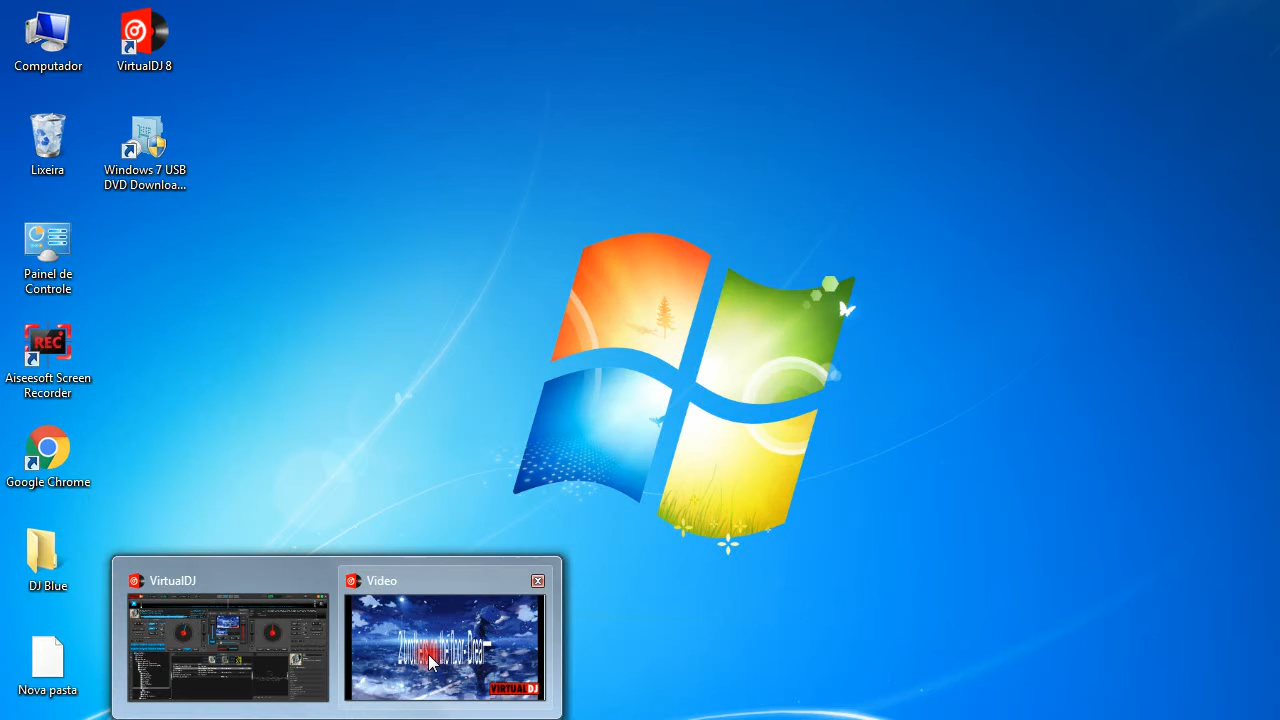 Computador
VirtualDJ 8
Lixeira
Windows 7 USB
DVD Downloa...
Painel de
Controle
REC
Aiseesoft Screen
Recorder
Google Chrome
DJ Blue
Nova pasta
VirtualDJ
Video
VIRTUALDJ